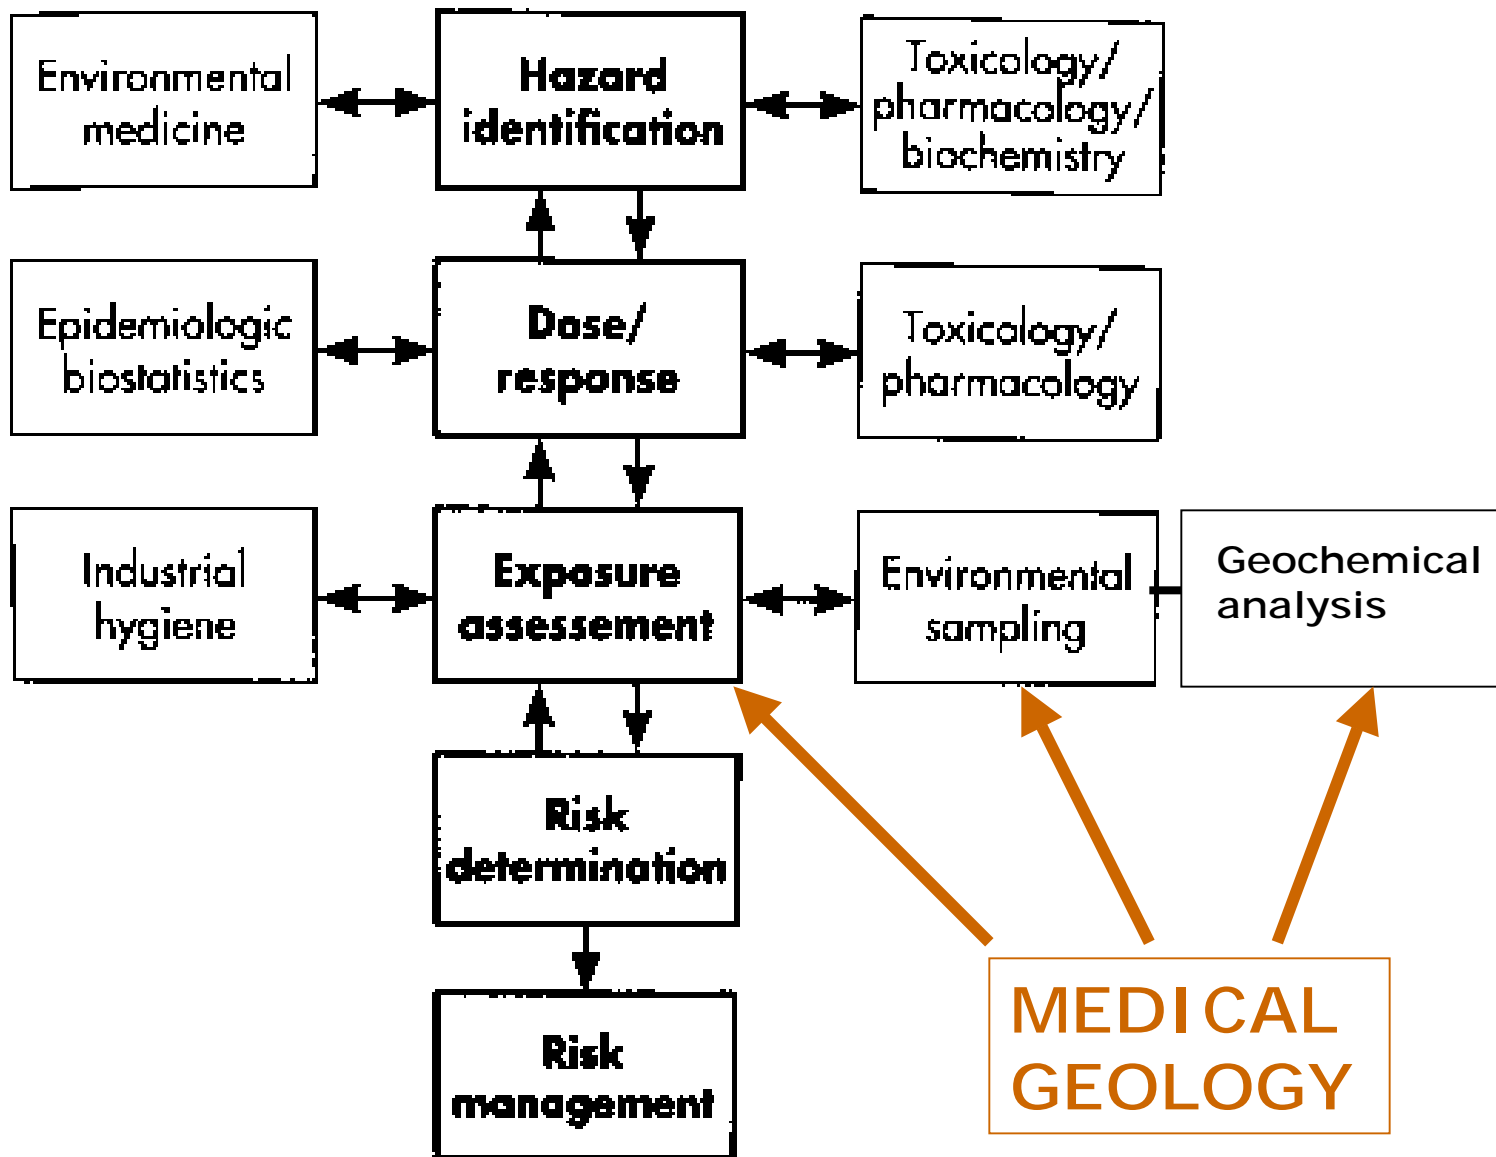 Environmental
medicine
Hazard
identification
Toxicology/
pharmacology/
biochemistry
Epidemiologic
biostatistics
Dose/
response
Toxicology/
pharmacology
Industrial
hygiene
Exposure
assessement
Environmental
sampling
Geochemical
analysis
Risk
determination
Risk
management
MEDICAL
GEOLOGY